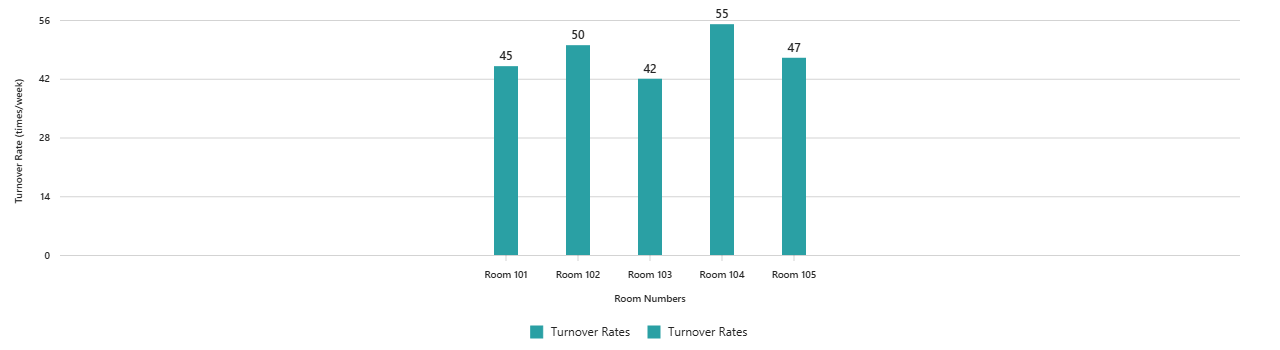 55
50
47
45
42
56
42
28
14
0
Turnover Rate (times/week)
Room 101 Room 102 Room 103 Room 104 Room 105
Room Numbers
Turnover Rates Turnover Rates